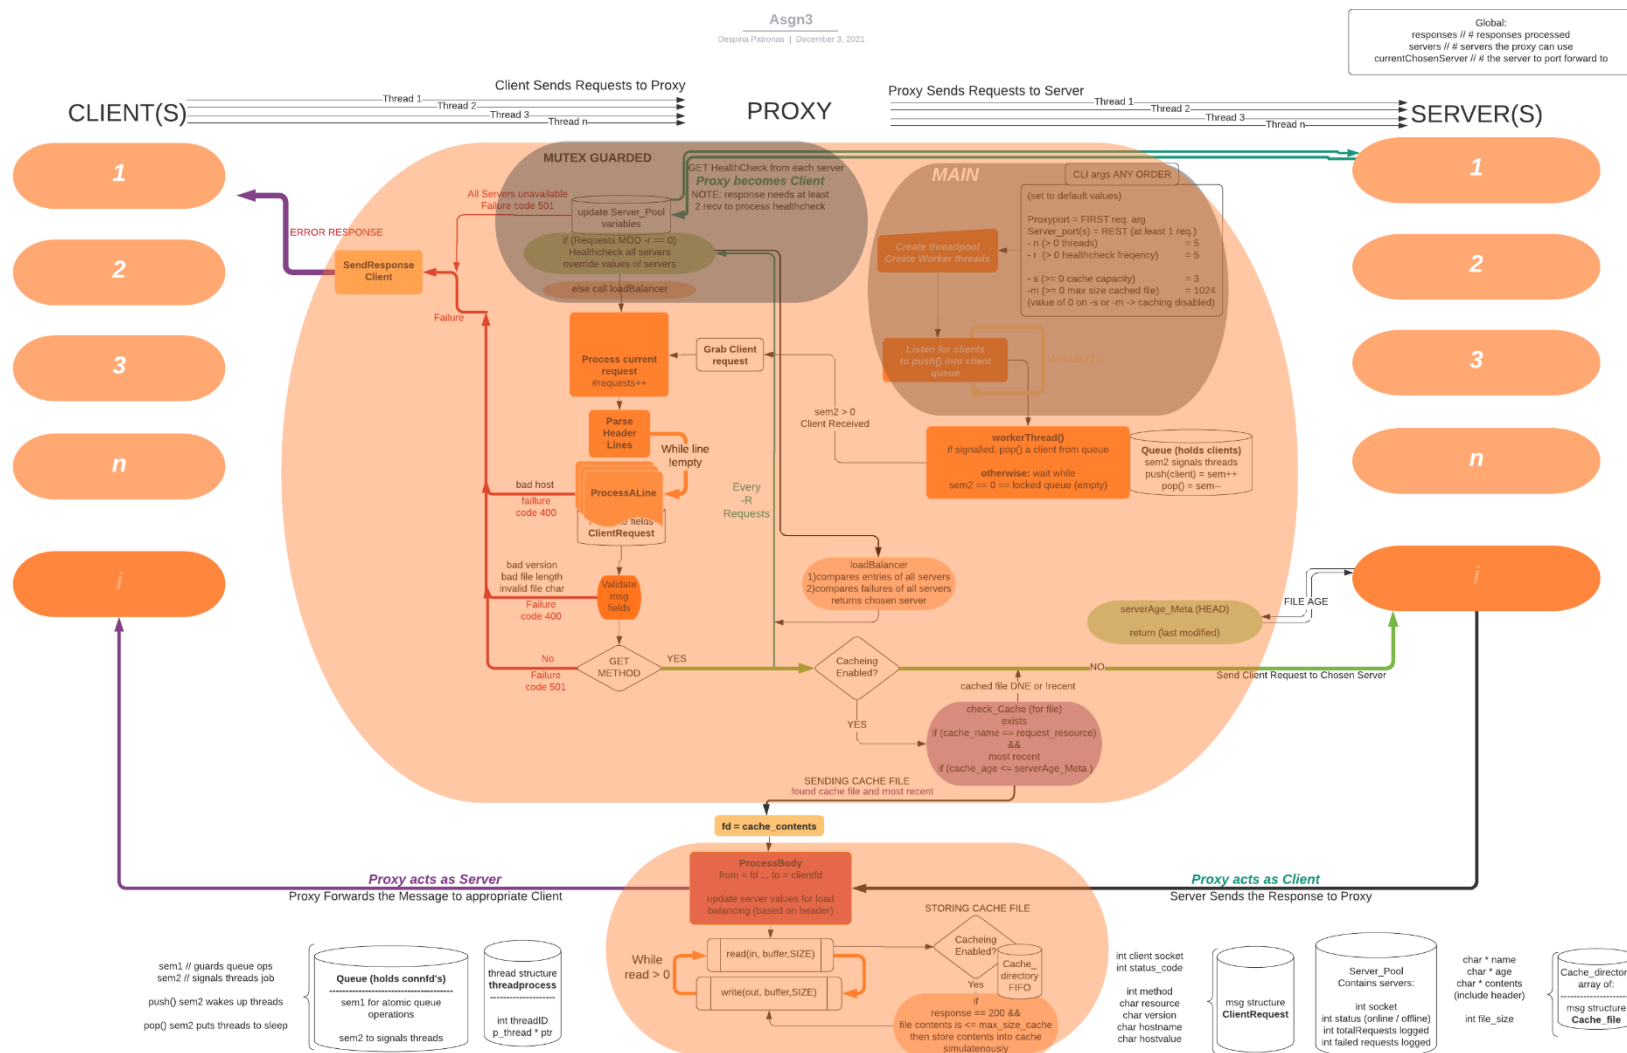 Asgn3
Despina Patronas | December 3, 2021
Global:
responses // # responses processed
servers // # servers the proxy can use
currentChosenServer // # the server to port forward to
Client Sends Requests to Proxy
Thread 1
Thread 2
Thread 3
Thread n
CLIENT(S)
PROXY
Proxy Sends Requests to Server
Thread 1
Thread 2
Thread 3
Thread n
SERVER(S)
1
2
3
n
i
1
2
3
n
i
MUTEX GUARDED
GET HealthCheck from each server
Proxy becomes Client
NOTE: response needs at least
2 recv to process healthcheck
All Servers unavailable
Failure code 501
update Server_Pool
variables
if (Requests MOD -r == 0)
Healthcheck all servers
override values of servers
else call loadBalancer
ERROR RESPONSE
SendResponse
Client
Failure
MAIN
CLI args ANY ORDER
(set to default values)
Proxyport = FIRST req. arg
Server_port(s) = REST (at least 1 req.)
- n (> 0 threads) = 5
- r (> 0 healthcheck freqency) = 5
- s (>= 0 cache capacity) = 3
-m (>= 0 max size cached file) = 1024
(value of 0 on -s or -m -> caching disabled)
Create threadpool
Create Worker threads
Listen for clients
to push() into client
queue
WHILE (1)
Process current
request
#requests++
Grab Client
request
sem2 > 0
Client Received
workerThread()
if signalled, pop() a client from queue
otherwise: wait while
sem2 == 0 == locked queue (empty)
Queue (holds clients)
sem2 signals threads
push(client) = sem++
pop() = sem--
Parse
Header
Lines
While line
!empty
ProcessALine
fields
ClientRequest
bad host
faillure
code 400
Every
-R
Requests
bad version
bad file length
invalid file char
Failure
code 400
Validate
msg
fields
loadBalancer
1)compares entries of all servers
2)compares failures of all servers
returns chosen server
serverAge_Meta (HEAD)
return (last modified)
FILE AGE
No
Failure
code 501
GET
METHOD
YES
Cacheing
Enabled?
NO
Send Client Request to Chosen Server
cached file DNE or !recent
YES
check_Cache (for file)
exists
if (cache_name == request_resource)
&&
most recent
if (cache_age <= serverAge_Meta )
SENDING CACHE FILE
found cache file and most recent
fd = cache_contents
ProcessBody
from = fd ... to = clientfd
update server values for load
balancing (based on header)
Proxy acts as Server
Proxy Forwards the Message to appropriate Client
Proxy acts as Client
Server Sends the Response to Proxy
STORING CACHE FILE
While
read > 0
read(in, buffer,SIZE)
write(out, buffer,SIZE)
Cacheing
Enabled?
Cache_
directory
FIFO
Yes
if
response == 200 &&
file contents is <= max_size_cache
then store contents into cache
simulatenously
sem1 // guards queue ops
sem2 // signals threads job
push() sem2 wakes up threads
pop() sem2 puts threads to sleep
Queue (holds connfd's)
sem1 for atomic queue
operations
sem2 to signals threads
thread structure
threadprocess
int threadID
p_thread * ptr
int client socket
int status_code
int method
char resource
char version
char hostname
char hostvalue
msg structure
ClientRequest
Server_Pool
Contains servers:
int socket
int status (online / offline)
int totalRequests logged
int failed requests logged
char * name
char * age
char * contents
(include header)
int file_size
Cache_director
array of:
msg structure
Cache_file